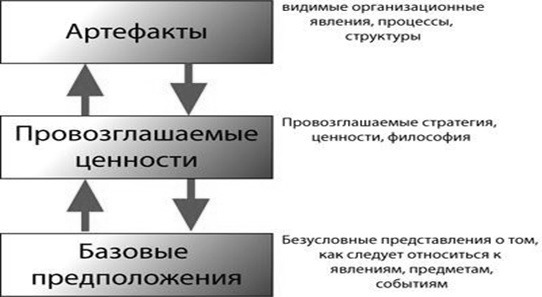 Артефакты
видимые организационные
явления, процессы,
структуры
Провозглашаемые
ценности
Провозглашаемые стратегия,
ценности, философия
Базовые
предположения
Безусловные представления о том,
как следует относиться к
явлениям, предметам,
событиям